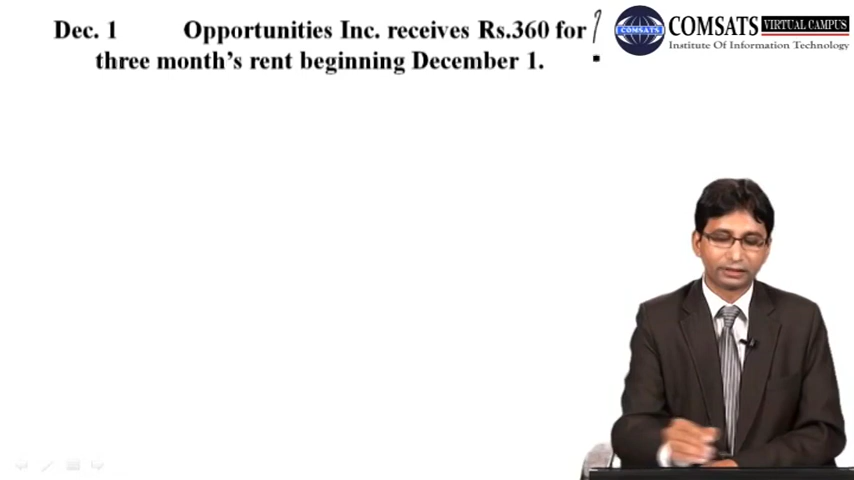 Dec. 1 Opportunities Inc. receives Rs.360 for
three month's rent beginning December 1.
COMSATS
COMSATS
VIRTUAL CAMPUS
Institute Of Information Technology